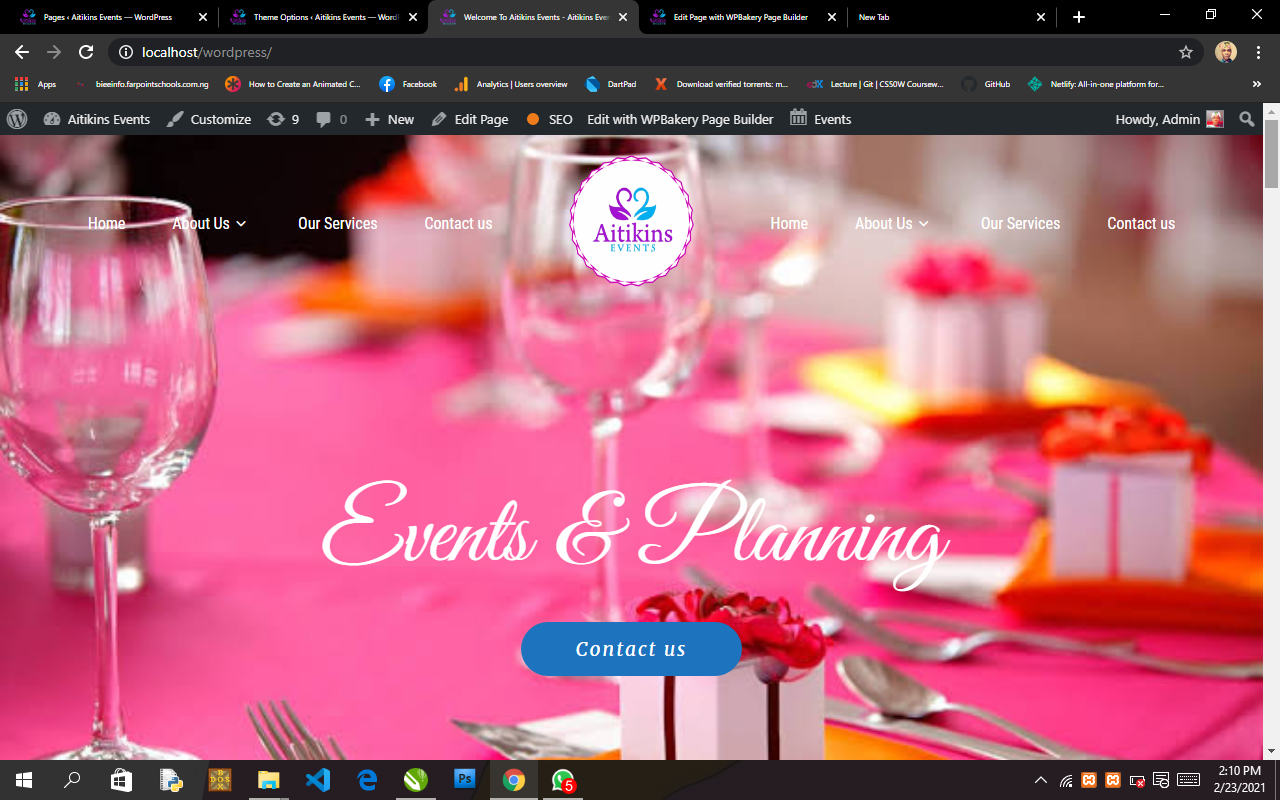 Pages ‹ Aitikins Events — WordPress
Theme Options ‹ Aitikins Events — Word
Welcome To Aitikins Events - Aitikins Eve
Edit Page with WPBakery Page Builder
New Tab
localhost/wordpress/
Apps
bieeinfo.farpointschools.com.ng
How to Create an Animated C...
Facebook
Analytics | Users overview
DartPad
Download verified torrents: m...
Lecture | Git | CS50W Coursew...
GitHub
Netlify: All-in-one platform for...
Aitikins Events
Customize
9
0
New
Edit Page
SEO
Edit with WPBakery Page Builder
Events
Howdy, Admin
Home
About Us
Our Services
Contact us
Aitikins
EVENTS
Home
About Us
Our Services
Contact us
Events & Planning
Contact us
Ps
5
2:10 PM
2/23/2021